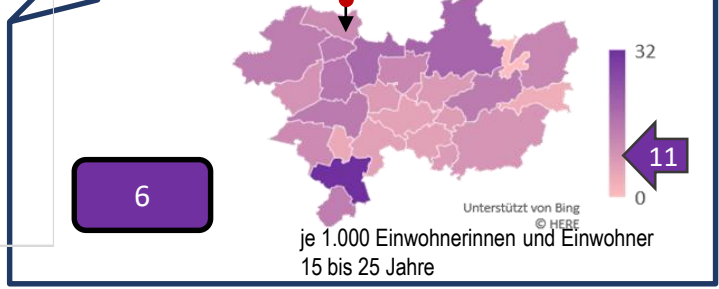 32
11
6
0
Unterstützt von Bing
© HERE
je 1.000 Einwohnerinnen und Einwohner
15 bis 25 Jahre